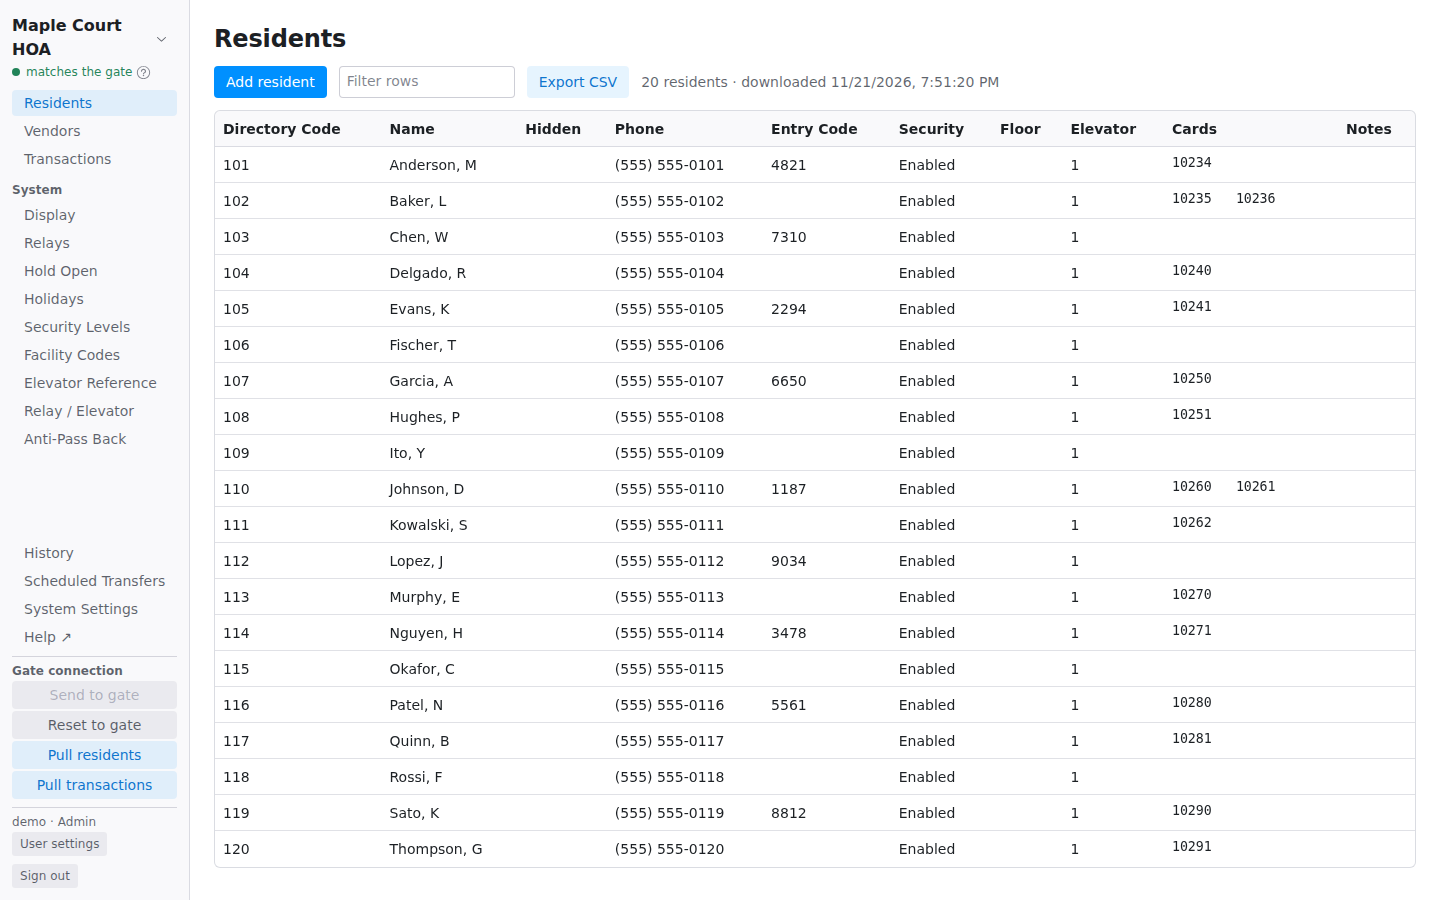 Maple Court
HOA
matches the gate ?
Residents
Vendors
Transactions
System
Display
Relays
Hold Open
Holidays
Security Levels
Facility Codes
Elevator Reference
Relay / Elevator
Anti-Pass Back
History
Scheduled Transfers
System Settings
Help ↗
Gate connection
Send to gate
Reset to gate
Pull residents
Pull transactions
demo · Admin
User settings
Sign out
Residents
Add resident Filter rows Export CSV 20 residents · downloaded 11/21/2026, 7:51:20 PM
Directory Code Name Hidden Phone Entry Code Security Floor Elevator Cards Notes
101 Anderson, M (555) 555-0101 4821 Enabled 1 10234
102 Baker, L (555) 555-0102 Enabled 1 10235 10236
103 Chen, W (555) 555-0103 7310 Enabled 1
104 Delgado, R (555) 555-0104 Enabled 1 10240
105 Evans, K (555) 555-0105 2294 Enabled 1 10241
106 Fischer, T (555) 555-0106 Enabled 1
107 Garcia, A (555) 555-0107 6650 Enabled 1 10250
108 Hughes, P (555) 555-0108 Enabled 1 10251
109 Ito, Y (555) 555-0109 Enabled 1
110 Johnson, D (555) 555-0110 1187 Enabled 1 10260 10261
111 Kowalski, S (555) 555-0111 Enabled 1 10262
112 Lopez, J (555) 555-0112 9034 Enabled 1
113 Murphy, E (555) 555-0113 Enabled 1 10270
114 Nguyen, H (555) 555-0114 3478 Enabled 1 10271
115 Okafor, C (555) 555-0115 Enabled 1
116 Patel, N (555) 555-0116 5561 Enabled 1 10280
117 Quinn, B (555) 555-0117 Enabled 1 10281
118 Rossi, F (555) 555-0118 Enabled 1
119 Sato, K (555) 555-0119 8812 Enabled 1 10290
120 Thompson, G (555) 555-0120 Enabled 1 10291